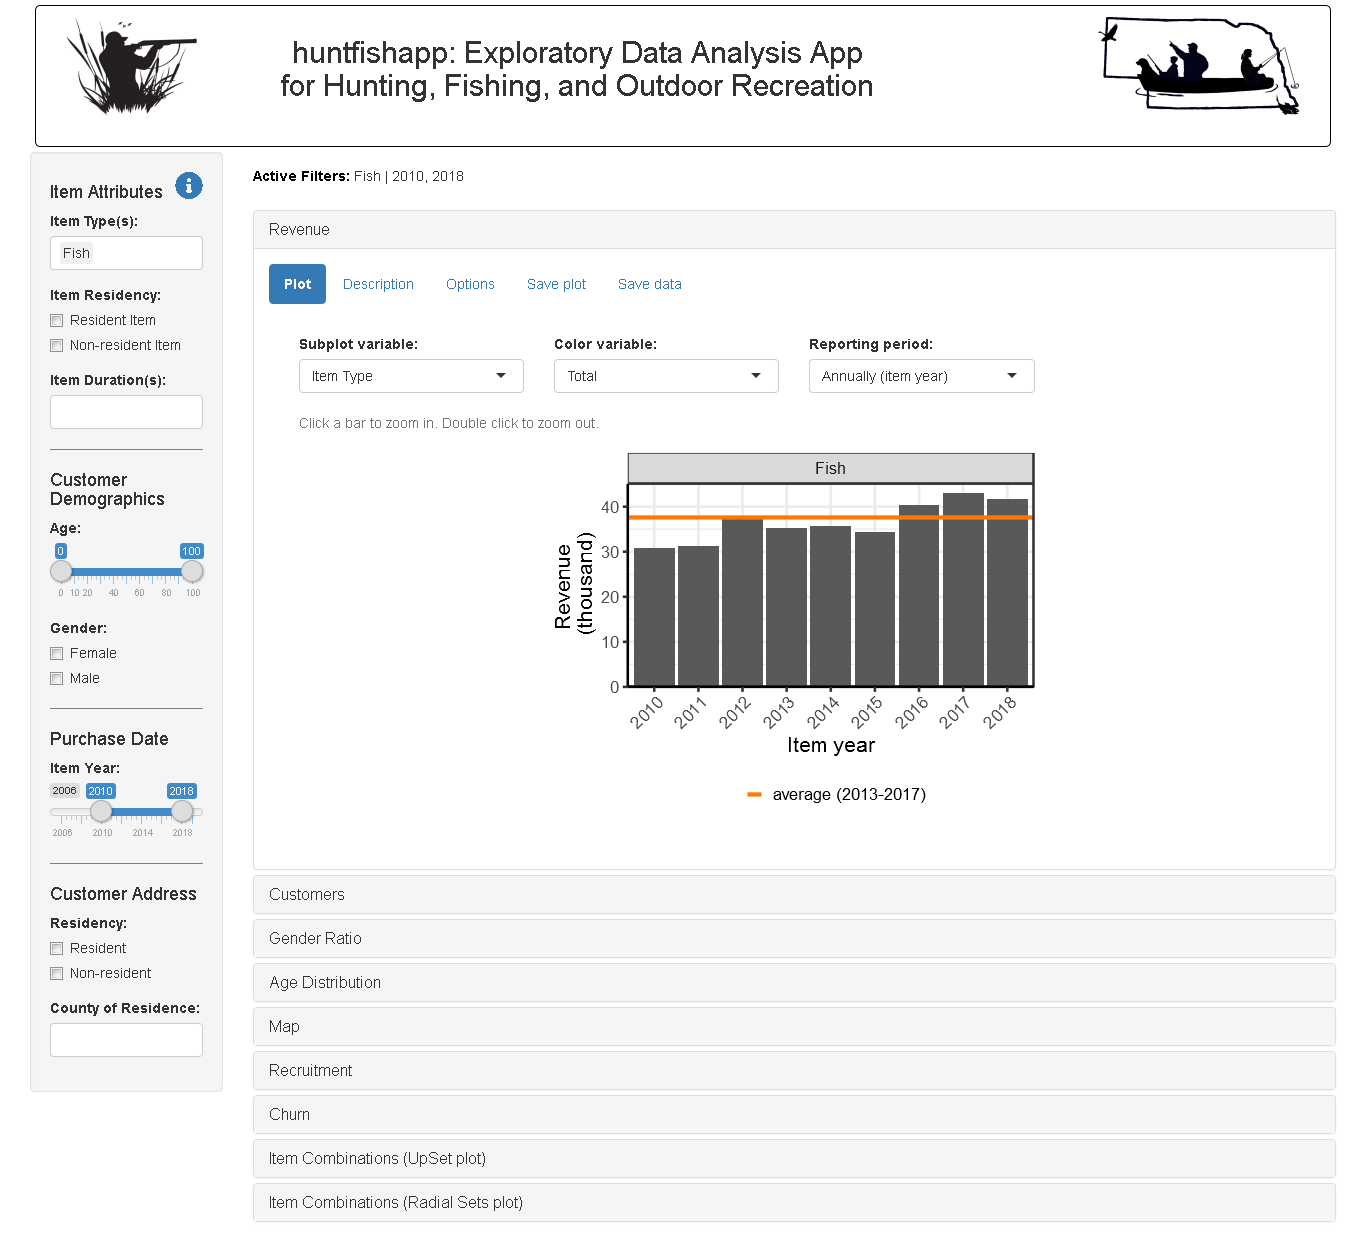 huntfishapp: Exploratory Data Analysis App
for Hunting, Fishing, and Outdoor Recreation
Item Attributes
Item Type(s):
Fish
Item Residency:
Resident Item
Non-resident Item
Item Duration(s):
Customer
Demographics
Age:
0 100
0 10 20 40 60 80 100
Gender:
Female
Male
Purchase Date
Item Year:
2006 2010 2018
2006 2010 2014 2018
Customer Address
Residency:
Resident
Non-resident
County of Residence:
Active Filters: Fish | 2010, 2018
Revenue
Plot Description Options Save plot Save data
Subplot variable: Color variable: Reporting period:
Item Type Total Annually (item year)
Click a bar to zoom in. Double click to zoom out.
Fish
Revenue
(thousand)
40
30
20
10
0
2010 2011 2012 2013 2014 2015 2016 2017 2018
Item year
average (2013-2017)
Customers
Gender Ratio
Age Distribution
Map
Recruitment
Churn
Item Combinations (UpSet plot)
Item Combinations (Radial Sets plot)